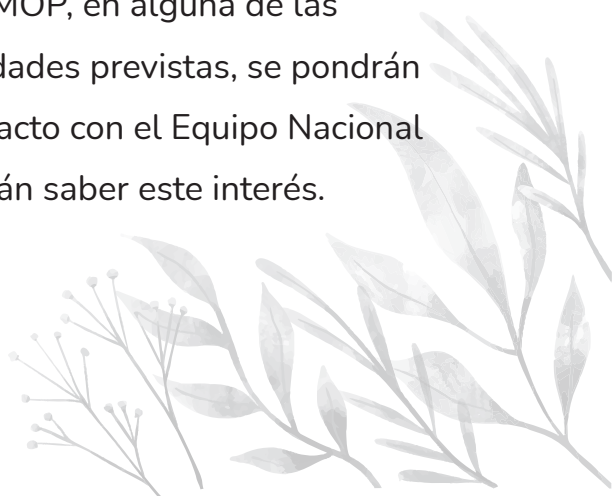 MOP, en alguna de las
dades previstas, se pondrán
acto con el Equipo Nacional
án saber este interés.